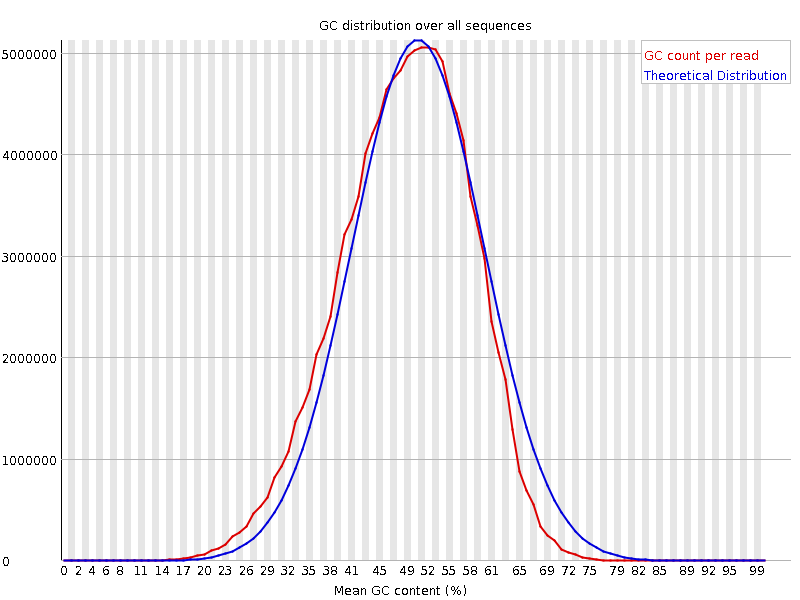 GC distribution over all sequences
GC count per read
Theoretical Distribution
5000000
4000000
3000000
2000000
1000000
0
0 2 4 6 8 11 14 17 20 23 26 29 32 35 38 41 45 49 52 55 58 61 65 69 72 75 79 82 85 89 92 95 99
Mean GC content (%)